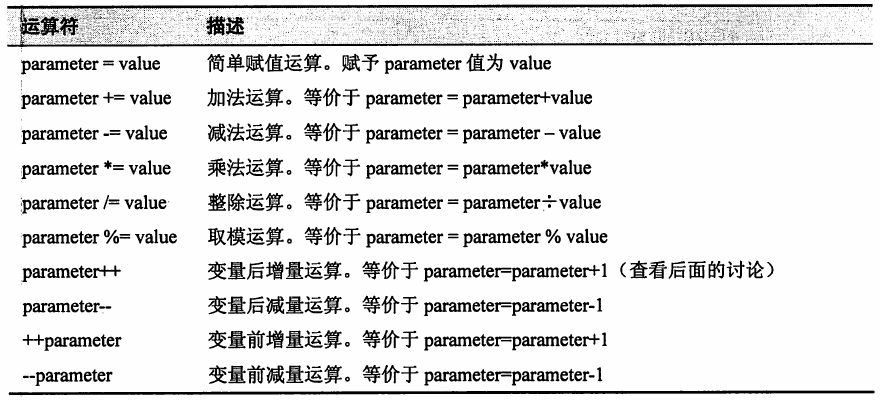 运算符 描述
parameter = value 简单赋值运算。赋予 parameter 值为 value
parameter += value 加法运算。等价于 parameter = parameter+value
parameter -= value 减法运算。等价于 parameter = parameter – value
parameter *= value 乘法运算。等价于 parameter = parameter*value
parameter /= value 整除运算。等价于 parameter = parameter÷value
parameter %= value 取模运算。等价于 parameter = parameter % value
parameter++ 变量后增量运算。等价于 parameter=parameter+1（查看后面的讨论）
parameter-- 变量后减量运算。等价于 parameter=parameter-1
++parameter 变量前增量运算。等价于 parameter=parameter+1
--parameter 变量前减量运算。等价于 parameter=parameter-1